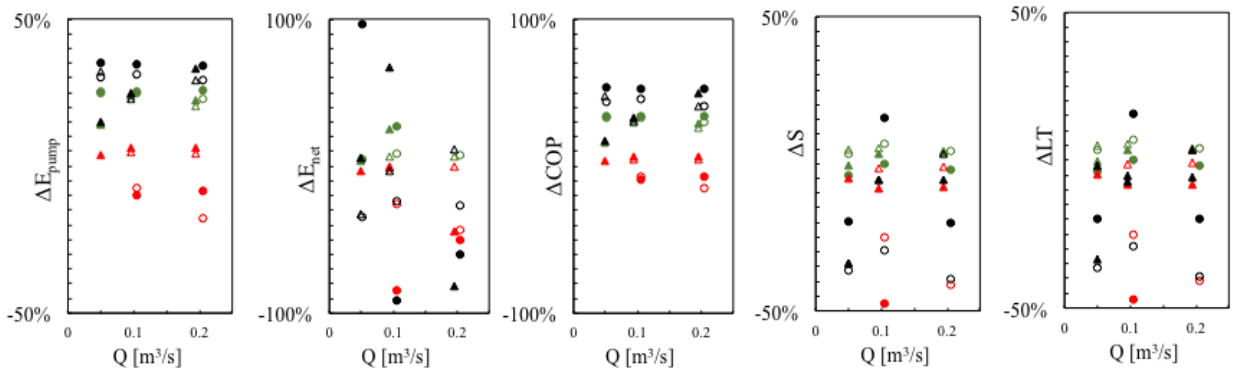 50%
ΔE_pump
-50%
0 0.1 0.2
Q [m³/s]
100%
ΔE_net
-100%
0 0.1 0.2
Q [m³/s]
100%
ΔCOP
-100%
0 0.1 0.2
Q [m³/s]
50%
ΔS
-50%
0 0.1 0.2
Q [m³/s]
50%
ΔLT
-50%
0 0.1 0.2
Q [m³/s]